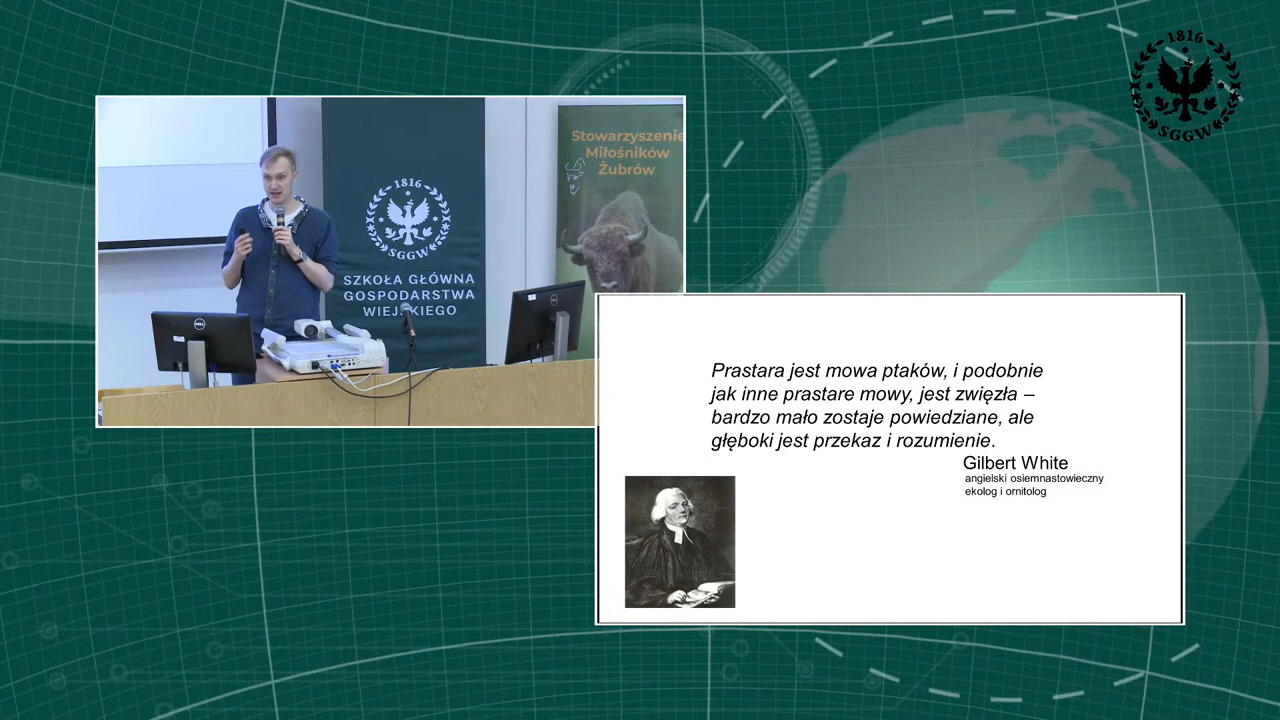 1816
SGGW
Stowarzyszenie
Miłośników
Żubrów
1816
SGGW
SZKOŁA GŁÓWNA
GOSPODARSTWA
WIEJSKIEGO
DELL
Prastara jest mowa ptaków, i podobnie
jak inne prastare mowy, jest zwięzła –
bardzo mało zostaje powiedziane, ale
głęboki jest przekaz i rozumienie.
Gilbert White
angielski osiemnastowieczny
ekolog i ornitolog